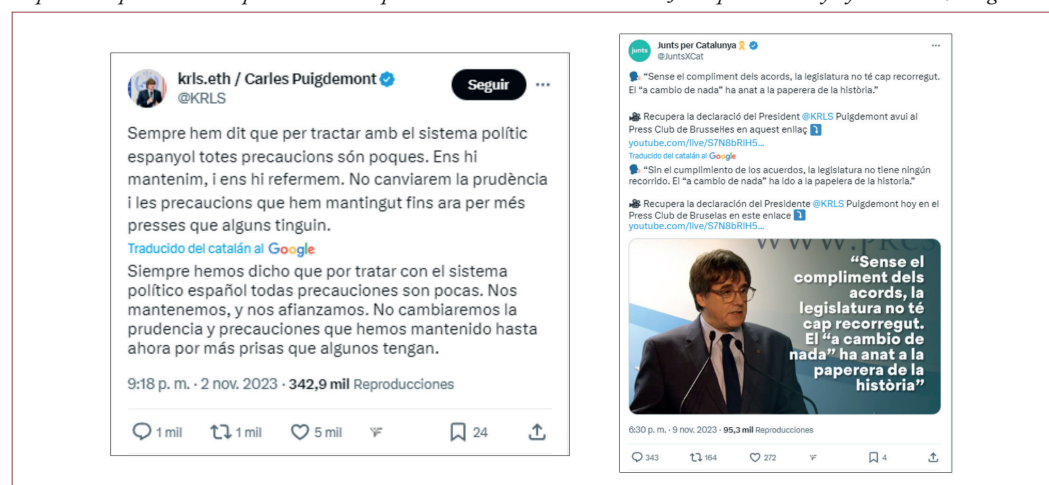 krls.eth / Carles Puigdemont
@KRLS
Seguir
Sempre hem dit que per tractar amb el sistema polític
espanyol totes precaucions són poques. Ens hi
mantenim, i ens hi refermem. No canviarem la prudència
i les precaucions que hem mantingut fins ara per més
presses que alguns tinguin.
Traducido del catalán al Google
Siempre hemos dicho que por tratar con el sistema
político español todas precauciones son pocas. Nos
mantenemos, y nos afianzamos. No cambiaremos la
prudencia y precauciones que hemos mantenido hasta
ahora por más prisas que algunos tengan.
9:18 p. m. · 2 nov. 2023 · 342,9 mil Reproducciones
1 mil 1 mil 5 mil 24
junts
Junts per Catalunya
@JuntsXCat
"Sense el compliment dels acords, la legislatura no té cap recorregut.
El "a cambio de nada" ha anat a la paperera de la història."
Recupera la declaració del President @KRLS Puigdemont avui al
Press Club de Brussel·les en aquest enllaç
youtube.com/live/S7N8bRIH5...
Traducido del catalán al Google
"Sin el cumplimiento de los acuerdos, la legislatura no tiene ningún
recorrido. El "a cambio de nada" ha ido a la papelera de la historia."
Recupera la declaración del Presidente @KRLS Puigdemont hoy en el
Press Club de Bruselas en este enlace
youtube.com/live/S7N8bRIH5...
"Sense el
compliment dels
acords, la
legislatura no té
cap recorregut.
El "a cambio de
nada" ha anat a la
paperera de la
història"
6:30 p. m. · 9 nov. 2023 · 95,3 mil Reproducciones
343 164 272 4